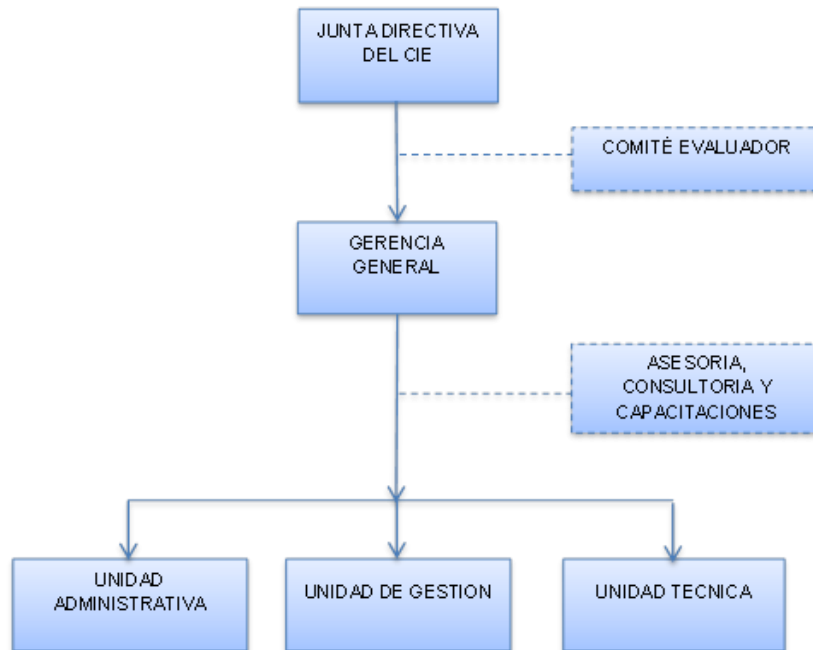 JUNTA DIRECTIVA
DEL CIE
COMITÉ EVALUADOR
GERENCIA
GENERAL
ASESORIA,
CONSULTORIA Y
CAPACITACIONES
UNIDAD
ADMINISTRATIVA
UNIDAD DE GESTION
UNIDAD TECNICA